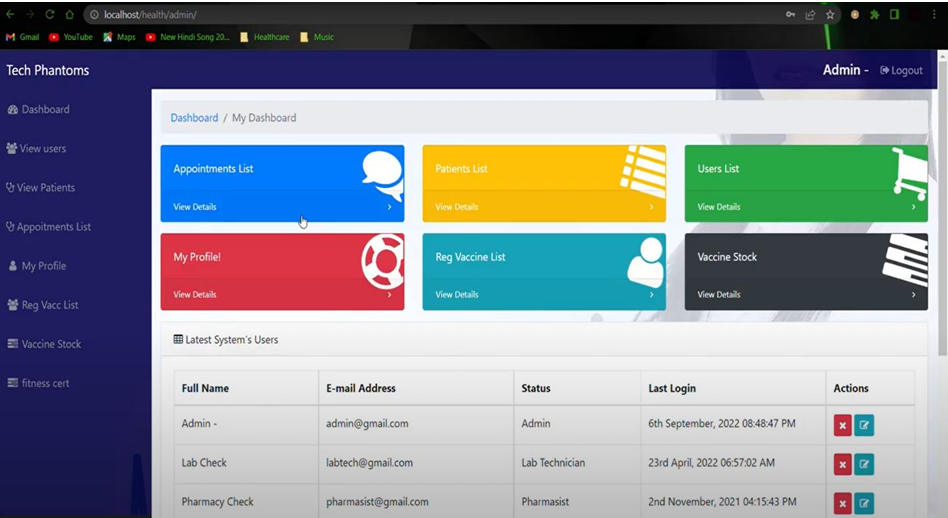 localhost/health/admin/
Gmail YouTube Maps New Hindi Song 20... Healthcare Music
Tech Phantoms Admin - Logout
Dashboard
View users
View Patients
Appoitments List
My Profile
Reg Vacc List
Vaccine Stock
fitness cert
Dashboard / My Dashboard
Appointments List Patients List Users List
View Details View Details View Details
My Profile! Reg Vaccine List Vaccine Stock
View Details View Details View Details
Latest System's Users
Full Name E-mail Address Status Last Login Actions
Admin - admin@gmail.com Admin 6th September, 2022 08:48:47 PM
Lab Check labtech@gmail.com Lab Technician 23rd April, 2022 06:57:02 AM
Pharmacy Check pharmasist@gmail.com Pharmasist 2nd November, 2021 04:15:43 PM